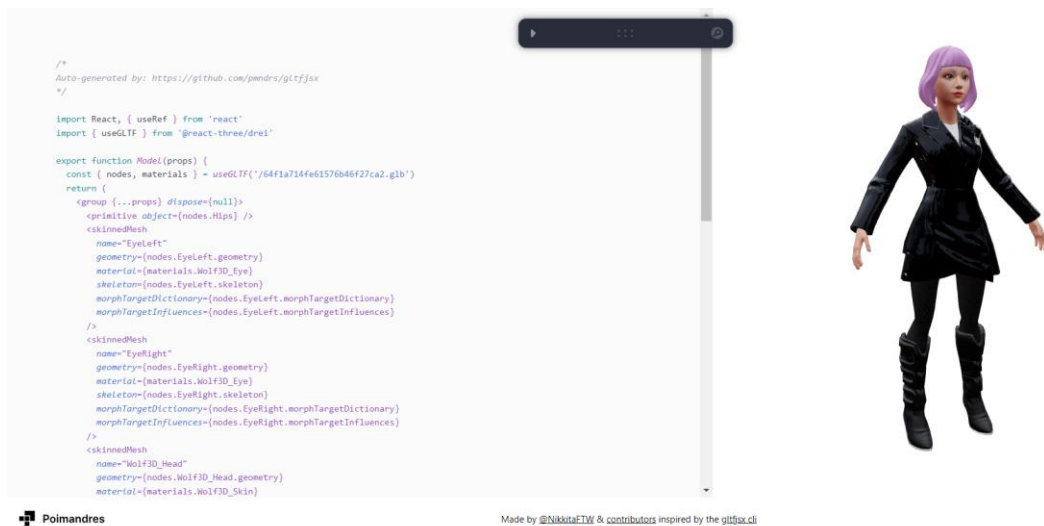 /*
Auto-generated by: https://github.com/pmndrs/gltfjsx
*/
import React, { useRef } from 'react'
import { useGLTF } from '@react-three/drei'
export function Model(props) {
const { nodes, materials } = useGLTF('/64f1a714fe61576b46f27ca2.glb')
return (
<group {...props} dispose={null}>
<primitive object={nodes.Hips} />
<skinnedMesh
name="EyeLeft"
geometry={nodes.EyeLeft.geometry}
material={materials.Wolf3D_Eye}
skeleton={nodes.EyeLeft.skeleton}
morphTargetDictionary={nodes.EyeLeft.morphTargetDictionary}
morphTargetInfluences={nodes.EyeLeft.morphTargetInfluences}
/>
<skinnedMesh
name="EyeRight"
geometry={nodes.EyeRight.geometry}
material={materials.Wolf3D_Eye}
skeleton={nodes.EyeRight.skeleton}
morphTargetDictionary={nodes.EyeRight.morphTargetDictionary}
morphTargetInfluences={nodes.EyeRight.morphTargetInfluences}
/>
<skinnedMesh
name="Wolf3D_Head"
geometry={nodes.Wolf3D_Head.geometry}
material={materials.Wolf3D_Skin}
Poimandres
Made by @NikkitaFTW & contributors inspired by the gltfjsx cli